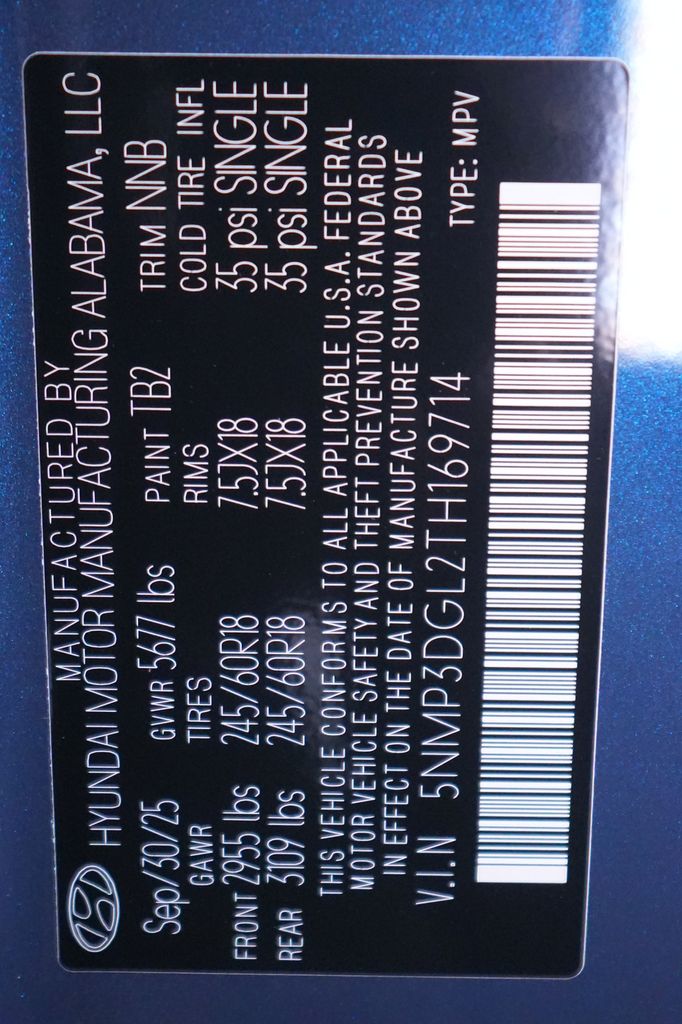 MANUFACTURED BY
HYUNDAI MOTOR MANUFACTURING ALABAMA, LLC
Sep/30/25 GVWR 5677 lbs PAINT TB2 TRIM NNB
GAWR TIRES RIMS COLD TIRE INFL
FRONT 2955 lbs 245/60R18 7.5JX18 35 psi SINGLE
REAR 3109 lbs 245/60R18 7.5JX18 35 psi SINGLE
THIS VEHICLE CONFORMS TO ALL APPLICABLE U.S.A. FEDERAL
MOTOR VEHICLE SAFETY AND THEFT PREVENTION STANDARDS
IN EFFECT ON THE DATE OF MANUFACTURE SHOWN ABOVE
V.I.N 5NMP3DGL2TH169714 TYPE: MPV